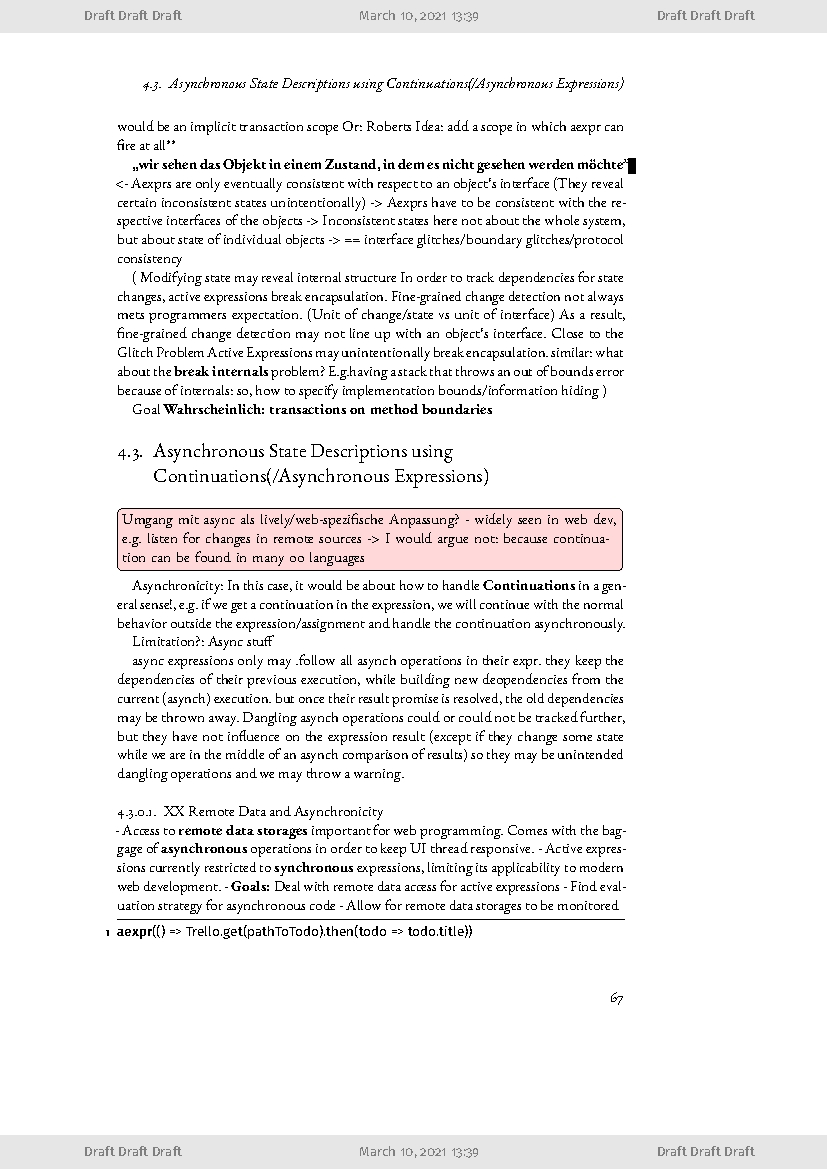 Draft Draft Draft March 10, 2021 13:39 Draft Draft Draft
4.3. Asynchronous State Descriptions using Continuations(/Asynchronous Expressions)
would be an implicit transaction scope Or: Roberts Idea: add a scope in which aexpr can
fire at all**
„wir sehen das Objekt in einem Zustand, in dem es nicht gesehen werden möchte“
<- Aexprs are only eventually consistent with respect to an object's interface (They reveal
certain inconsistent states unintentionally) -> Aexprs have to be consistent with the re-
spective interfaces of the objects -> Inconsistent states here not about the whole system,
but about state of individual objects -> == interface glitches/boundary glitches/protocol
consistency
( Modifying state may reveal internal structure In order to track dependencies for state
changes, active expressions break encapsulation. Fine-grained change detection not always
mets programmers expectation. (Unit of change/state vs unit of interface) As a result,
fine-grained change detection may not line up with an object's interface. Close to the
Glitch Problem Active Expressions may unintentionally break encapsulation. similar: what
about the break internals problem? E.g.having a stack that throws an out of bounds error
because of internals: so, how to specify implementation bounds/information hiding )
Goal Wahrscheinlich: transactions on method boundaries
4.3. Asynchronous State Descriptions using
Continuations(/Asynchronous Expressions)
Umgang mit async als lively/web-spezifische Anpassung? - widely seen in web dev,
e.g. listen for changes in remote sources -> I would argue not: because continua-
tion can be found in many oo languages
Asynchronicity: In this case, it would be about how to handle Continuations in a gen-
eral sense!, e.g. if we get a continuation in the expression, we will continue with the normal
behavior outside the expression/assignment and handle the continuation asynchronously.
Limitation?: Async stuff
async expressions only may .follow all asynch operations in their expr. they keep the
dependencies of their previous execution, while building new deopendencies from the
current (asynch) execution. but once their result promise is resolved, the old dependencies
may be thrown away. Dangling asynch operations could or could not be tracked further,
but they have not influence on the expression result (except if they change some state
while we are in the middle of an asynch comparison of results) so they may be unintended
dangling operations and we may throw a warning.
4.3.0.1. XX Remote Data and Asynchronicity
- Access to remote data storages important for web programming. Comes with the bag-
gage of asynchronous operations in order to keep UI thread responsive. - Active expres-
sions currently restricted to synchronous expressions, limiting its applicability to modern
web development. - Goals: Deal with remote data access for active expressions - Find eval-
uation strategy for asynchronous code - Allow for remote data storages to be monitored
1 aexpr(() => Trello.get(pathToTodo).then(todo => todo.title))
67
Draft Draft Draft March 10, 2021 13:39 Draft Draft Draft